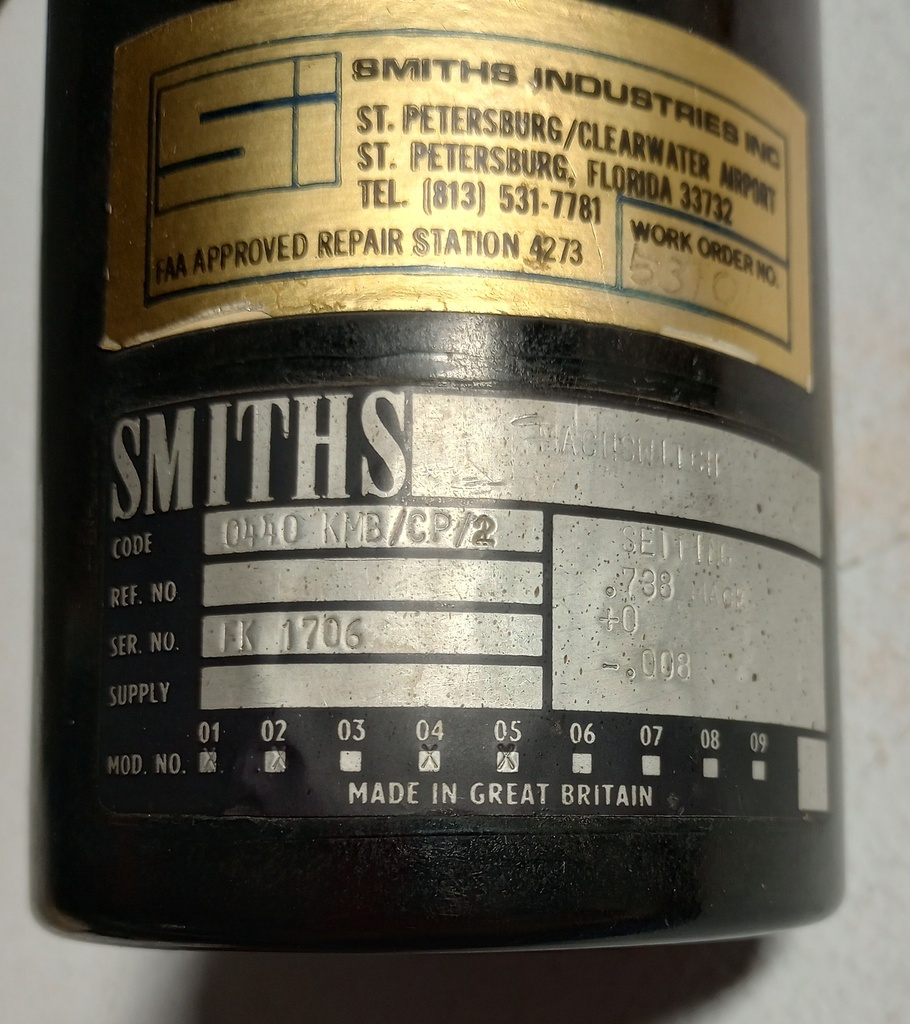 Si
SMITHS INDUSTRIES INC
ST. PETERSBURG/CLEARWATER AIRPORT
ST. PETERSBURG, FLORIDA 33732
TEL. (813) 531-7781
FAA APPROVED REPAIR STATION 4273
WORK ORDER NO.
SMITHS
MACHSWITCH
CODE 0440 KMB/CP/2
REF. NO
SER. NO. FK 1706
SUPPLY
SETTING
.738 MACH
+0
-.008
01 02 03 04 05 06 07 08 09
MOD. NO. X X X X
MADE IN GREAT BRITAIN